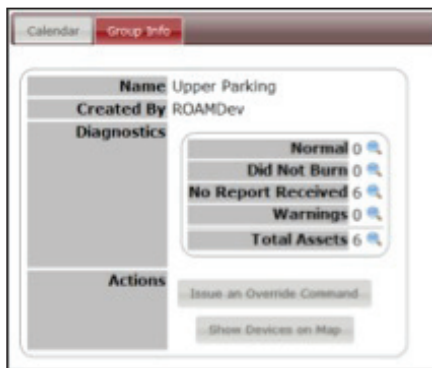 Calendar
Group Info
Name Upper Parking
Created By ROAMDev
Diagnostics
Normal 0
Did Not Burn 0
No Report Received 6
Warnings 0
Total Assets 6
Actions
Issue an Override Command
Show Devices on Map